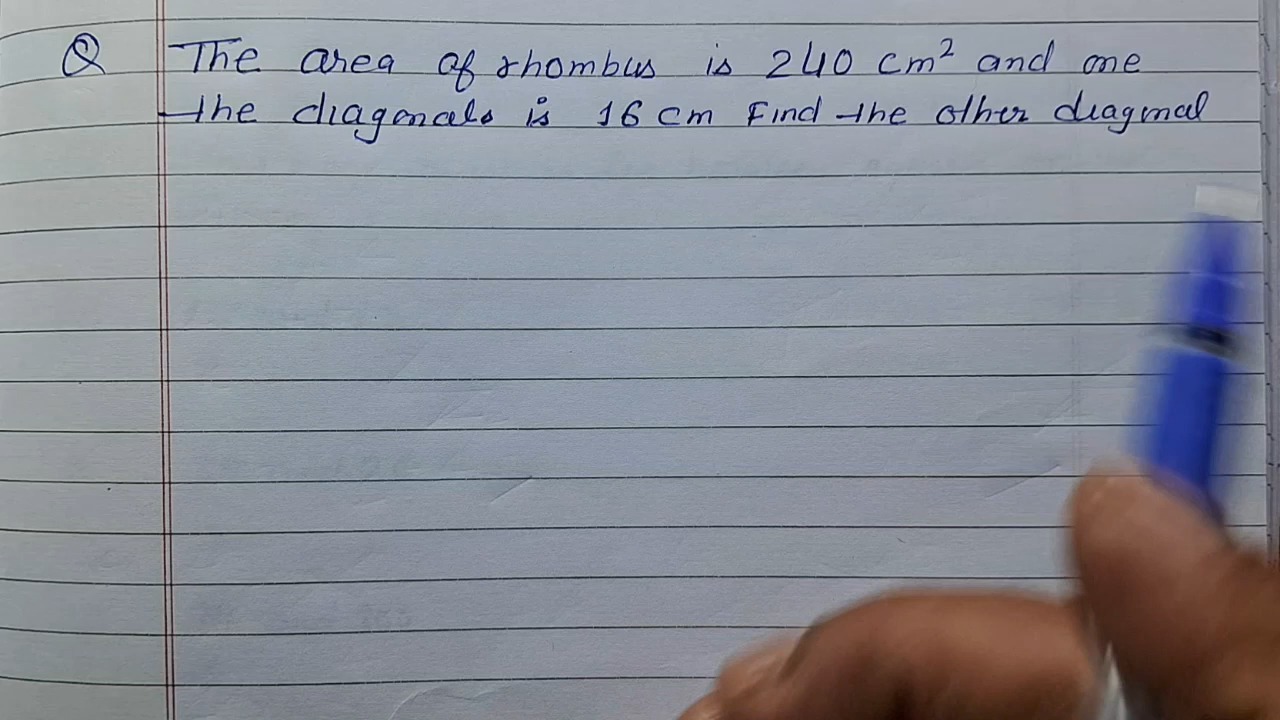 Q The area of rhombus is 240 cm² and one
the diagonals is 16 cm Find the other diagonal